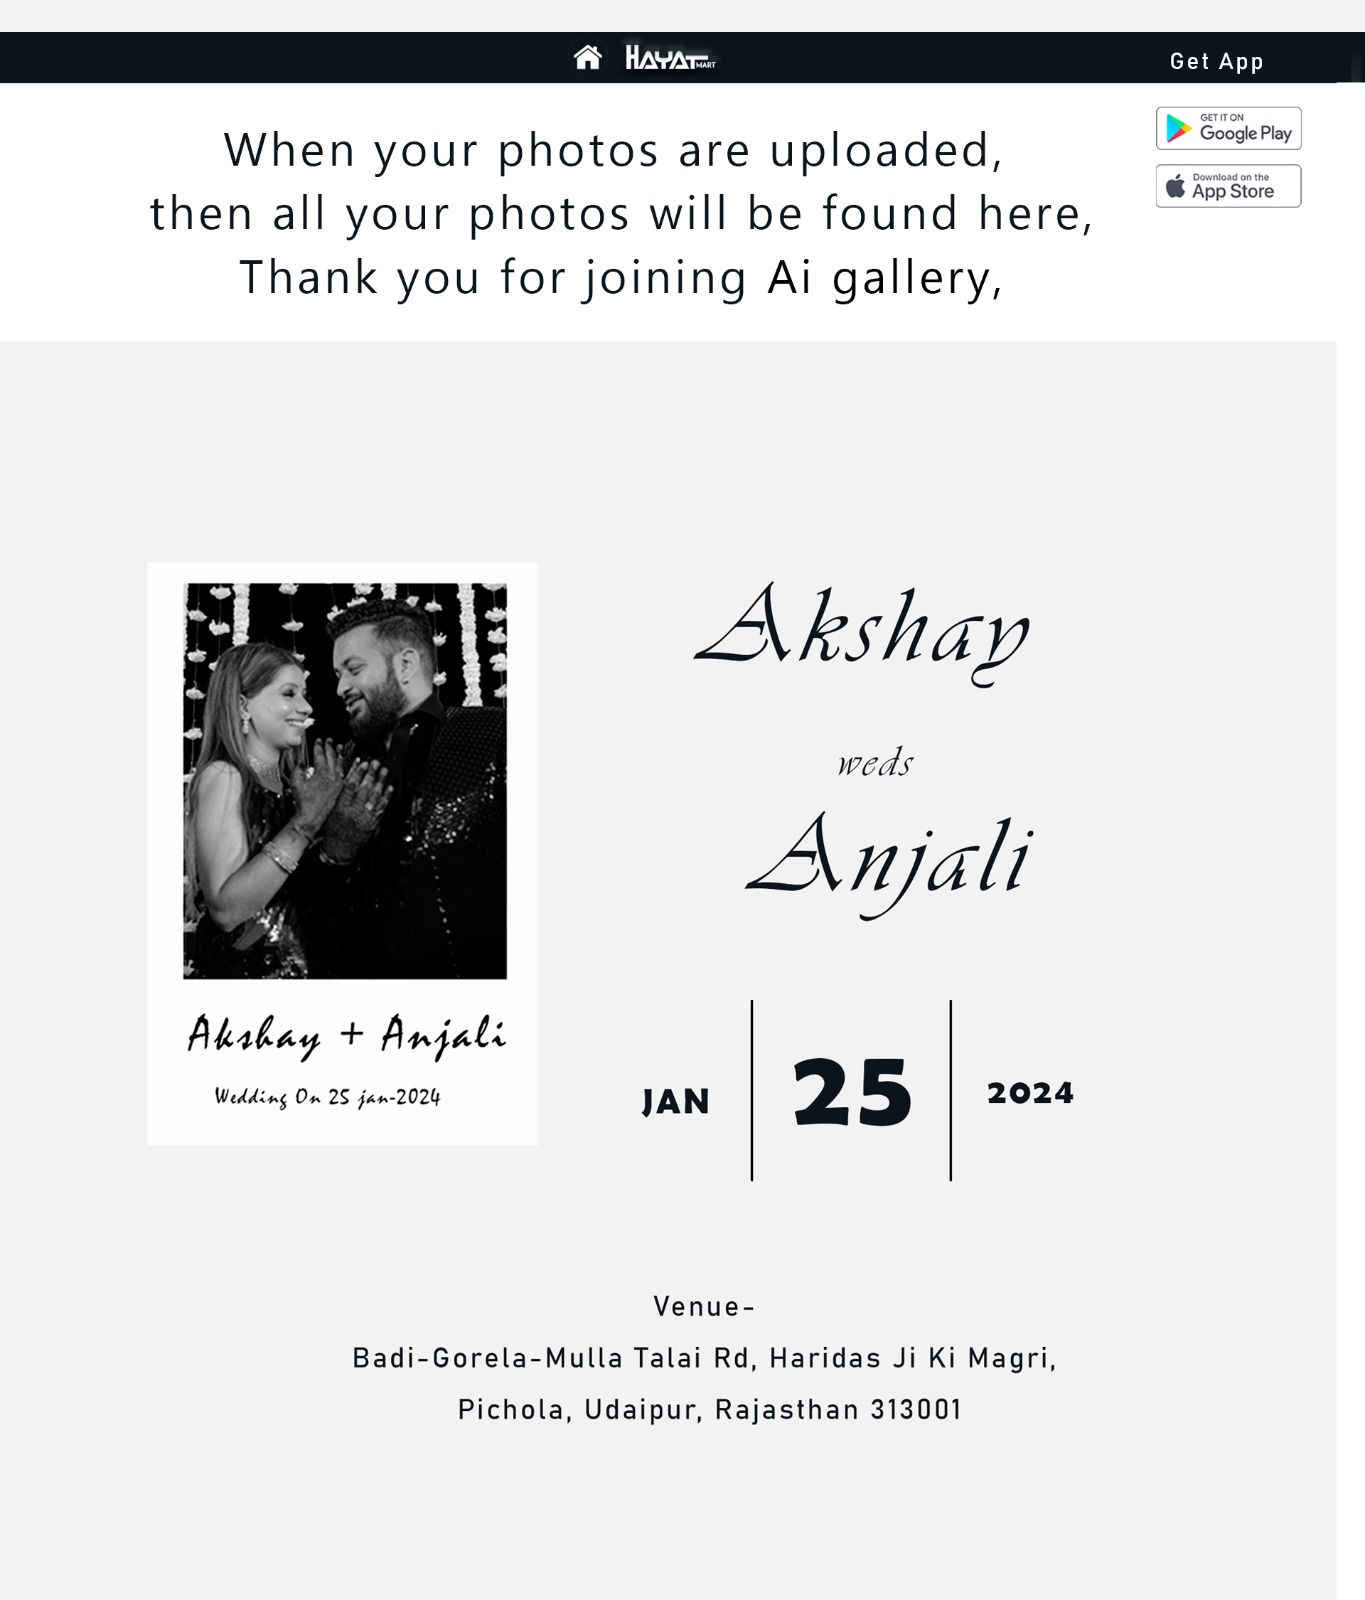 HAYAT MART
Get App
GET IT ON
Google Play
Download on the
App Store
When your photos are uploaded,
then all your photos will be found here,
Thank you for joining Ai gallery,
Akshay
weds
Anjali
Akshay + Anjali
Wedding On 25 jan-2024
JAN
25
2024
Venue-
Badi-Gorela-Mulla Talai Rd, Haridas Ji Ki Magri,
Pichola, Udaipur, Rajasthan 313001